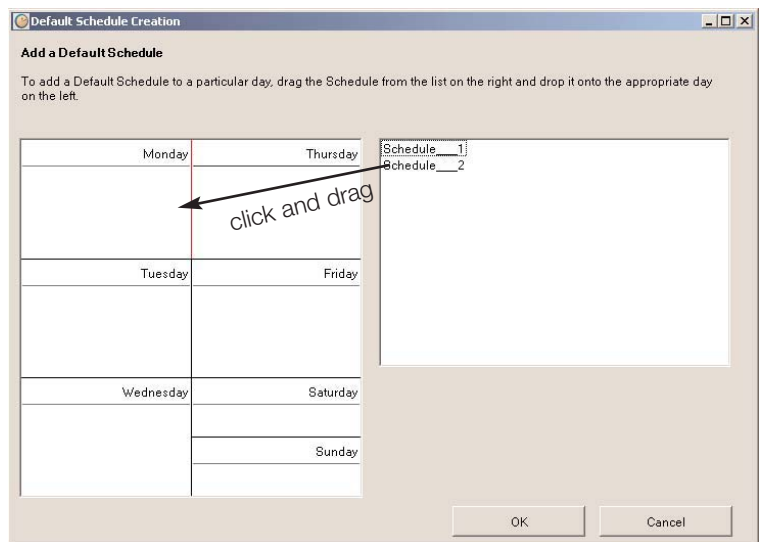 Default Schedule Creation
Add a Default Schedule
To add a Default Schedule to a particular day, drag the Schedule from the list on the right and drop it onto the appropriate day
on the left.
Monday Thursday
Schedule___1
Schedule___2
click and drag
Tuesday Friday
Wednesday Saturday
Sunday
OK Cancel